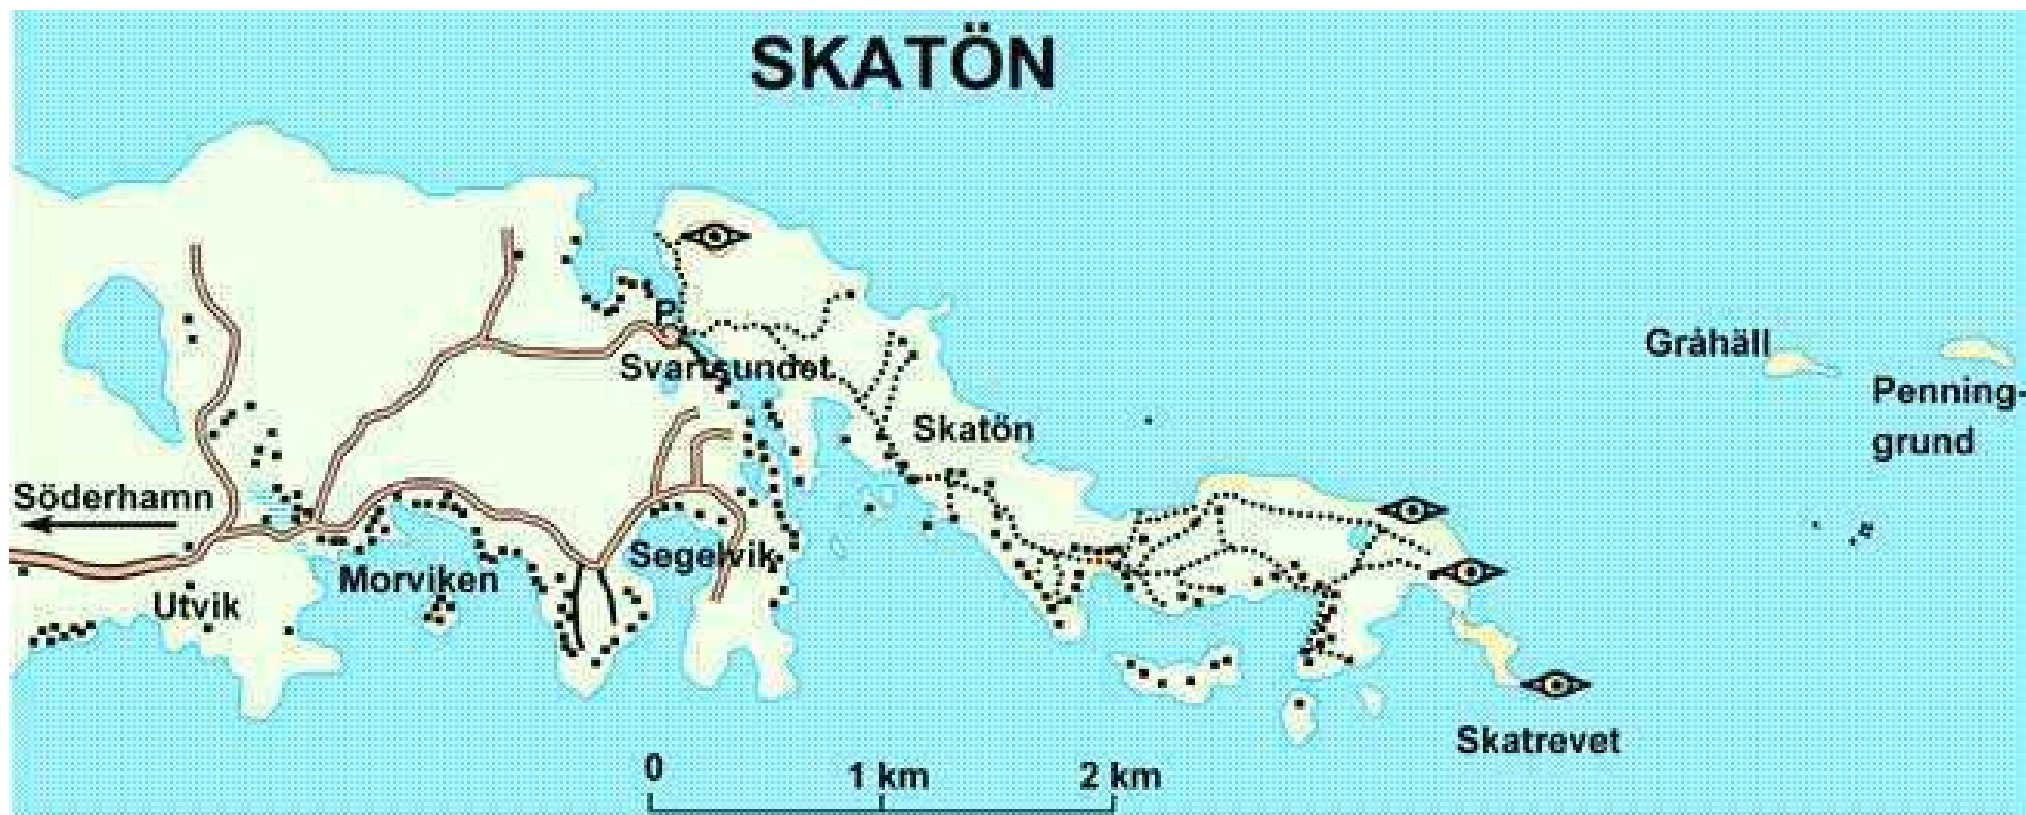 SKATÖN
P
Svartsundet
Gråhäll
Penning-
grund
Skatön
Söderhamn
Segelvik
Morviken
Utvik
Skatrevet
0 1 km 2 km